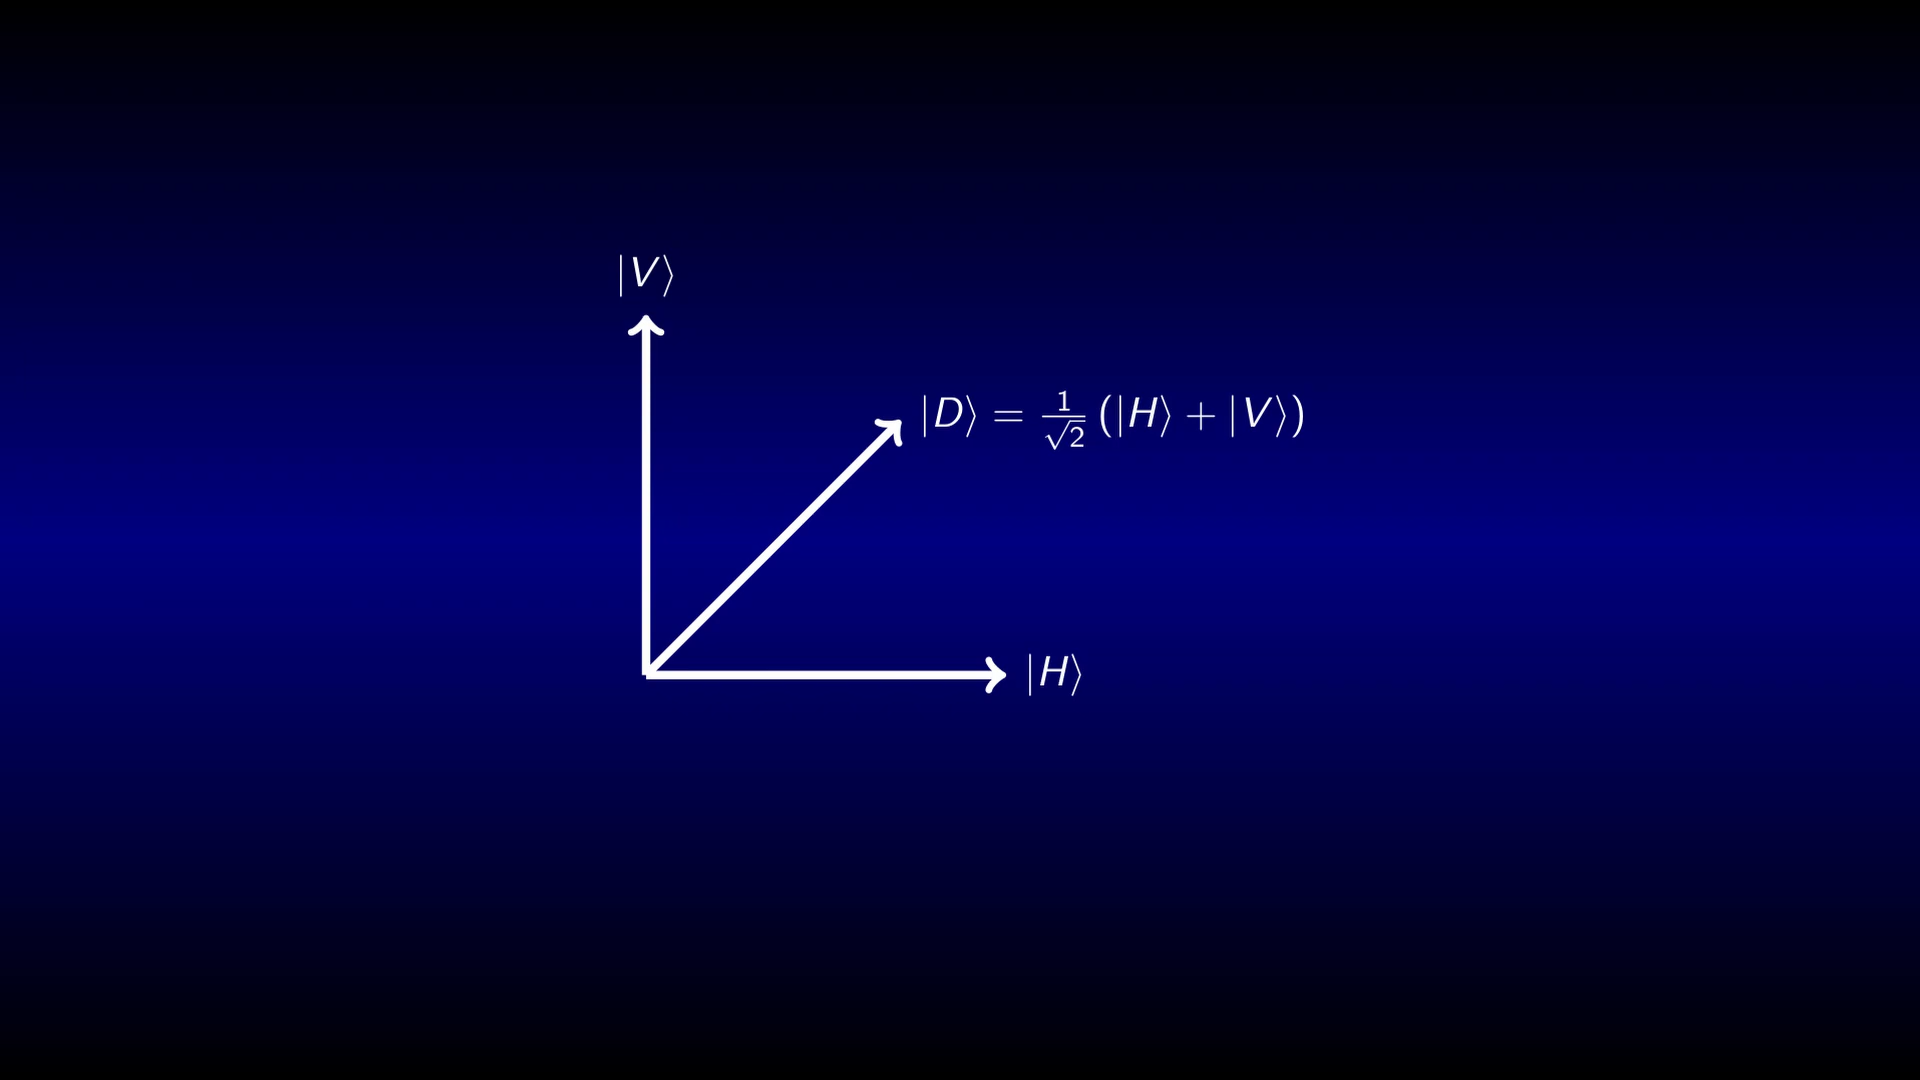 |V⟩
|D⟩ = 1/√2 (|H⟩ + |V⟩)
|H⟩